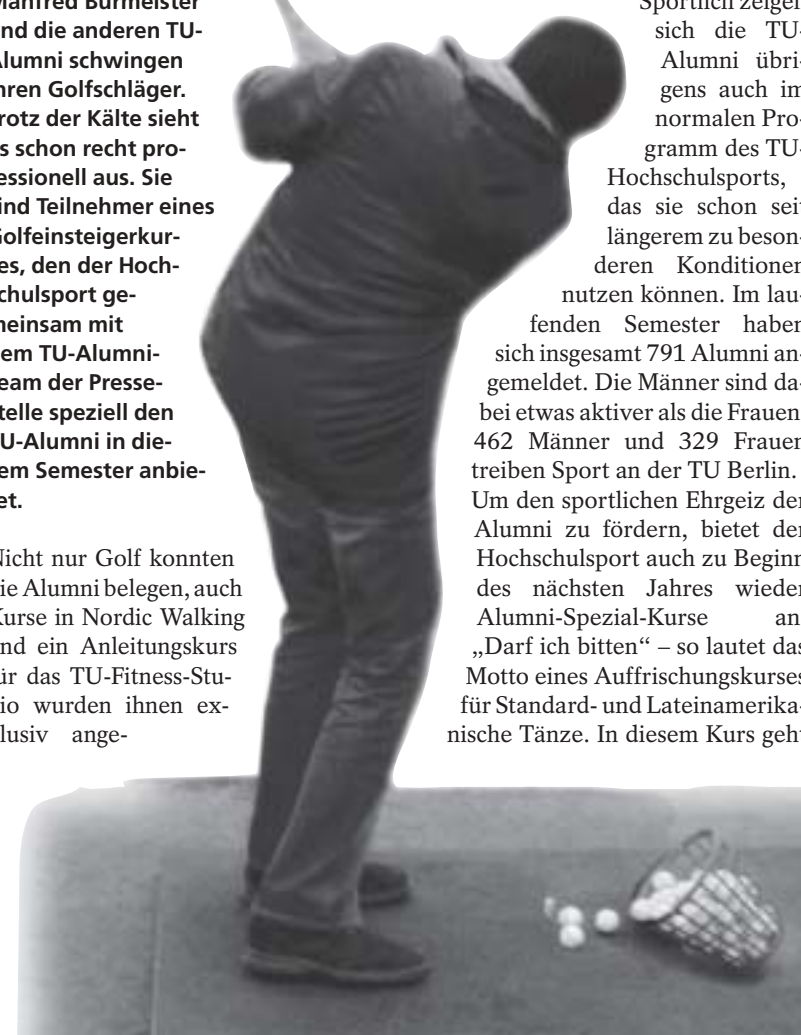 Manfred Burmeister
nd die anderen TU-
Alumni schwingen
hren Golfschläger.
rotz der Kälte sieht
s schon recht pro-
essionell aus. Sie
ind Teilnehmer eines
Golfeinsteigerkur-
es, den der Hoch-
chulsport ge-
meinsam mit
em TU-Alumni-
eam der Presse-
telle speziell den
U-Alumni in die-
em Semester anbie-
et.
Nicht nur Golf konnten
ie Alumni belegen, auch
Kurse in Nordic Walking
nd ein Anleitungskurs
ür das TU-Fitness-Stu-
io wurden ihnen ex-
lusiv ange-
Sportlich zeigen
sich die TU-
Alumni übri-
gens auch im
normalen Pro-
gramm des TU-
Hochschulsports,
das sie schon seit
längerem zu beson-
deren Konditionen
nutzen können. Im lau-
fenden Semester haben
sich insgesamt 791 Alumni an-
gemeldet. Die Männer sind da-
bei etwas aktiver als die Frauen
462 Männer und 329 Frauen
treiben Sport an der TU Berlin.
Um den sportlichen Ehrgeiz der
Alumni zu fördern, bietet der
Hochschulsport auch zu Beginn
des nächsten Jahres wieder
Alumni-Spezial-Kurse an
„Darf ich bitten“ – so lautet das
Motto eines Auffrischungskurses
für Standard- und Lateinamerika-
nische Tänze. In diesem Kurs geht